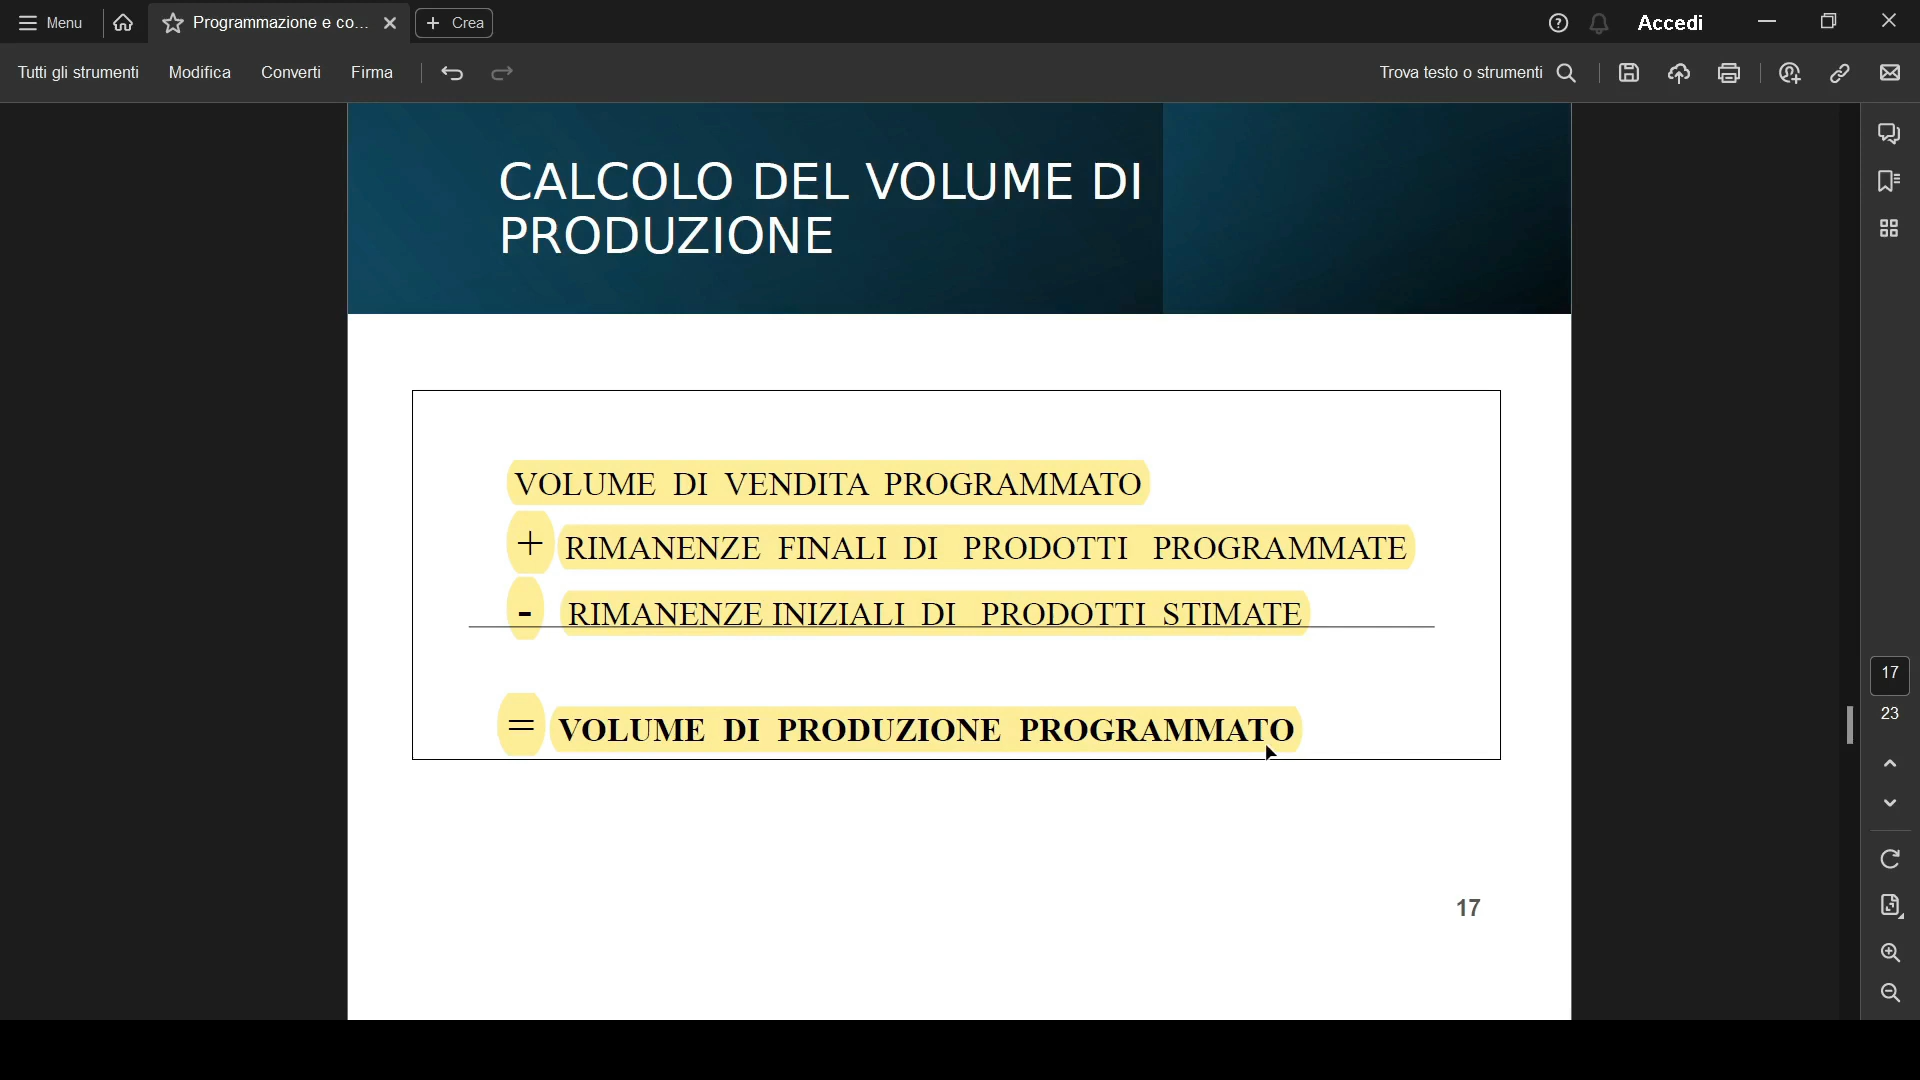 Menu
Programmazione e co...
Crea
Accedi
Tutti gli strumenti
Modifica
Converti
Firma
Trova testo o strumenti
CALCOLO DEL VOLUME DI
PRODUZIONE
VOLUME DI VENDITA PROGRAMMATO
+ RIMANENZE FINALI DI PRODOTTI PROGRAMMATE
- RIMANENZE INIZIALI DI PRODOTTI STIMATE
= VOLUME DI PRODUZIONE PROGRAMMATO
17
17
23